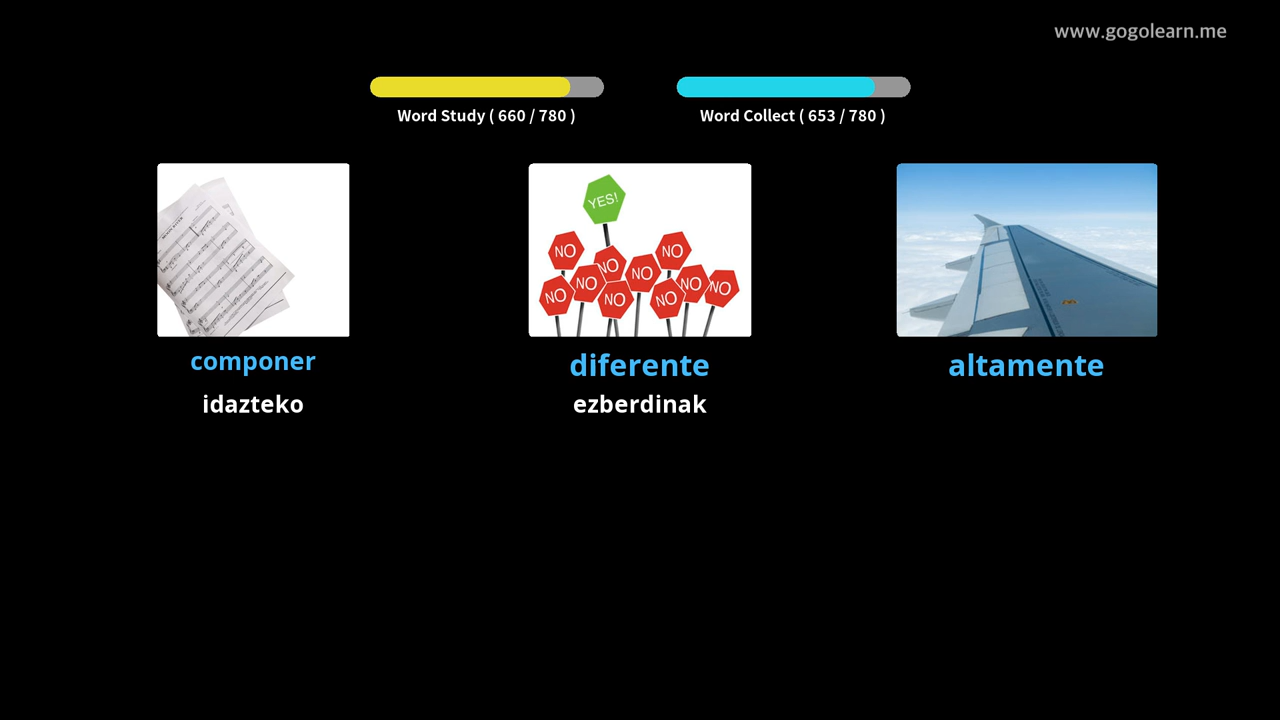 www.gogolearn.me
Word Study ( 660 / 780 )
Word Collect ( 653 / 780 )
YES!
NO
NO
NO
NO
NO
NO
NO
NO
NO
NO
componer
diferente
altamente
idazteko
ezberdinak